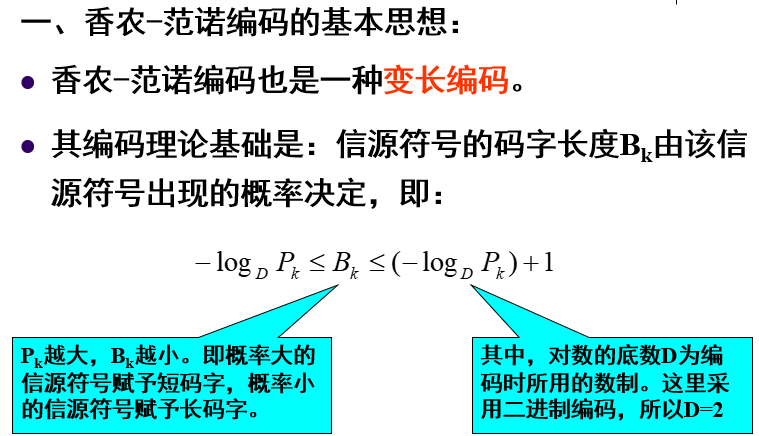 一、香农-范诺编码的基本思想：
● 香农-范诺编码也是一种变长编码。
● 其编码理论基础是：信源符号的码字长度Bk由该信
源符号出现的概率决定，即：
− log_D P_k ≤ B_k ≤ (− log_D P_k) + 1
Pk越大，Bk越小。即概率大的
信源符号赋予短码字，概率小
的信源符号赋予长码字。
其中，对数的底数D为编
码时所用的数制。这里采
用二进制编码，所以D=2